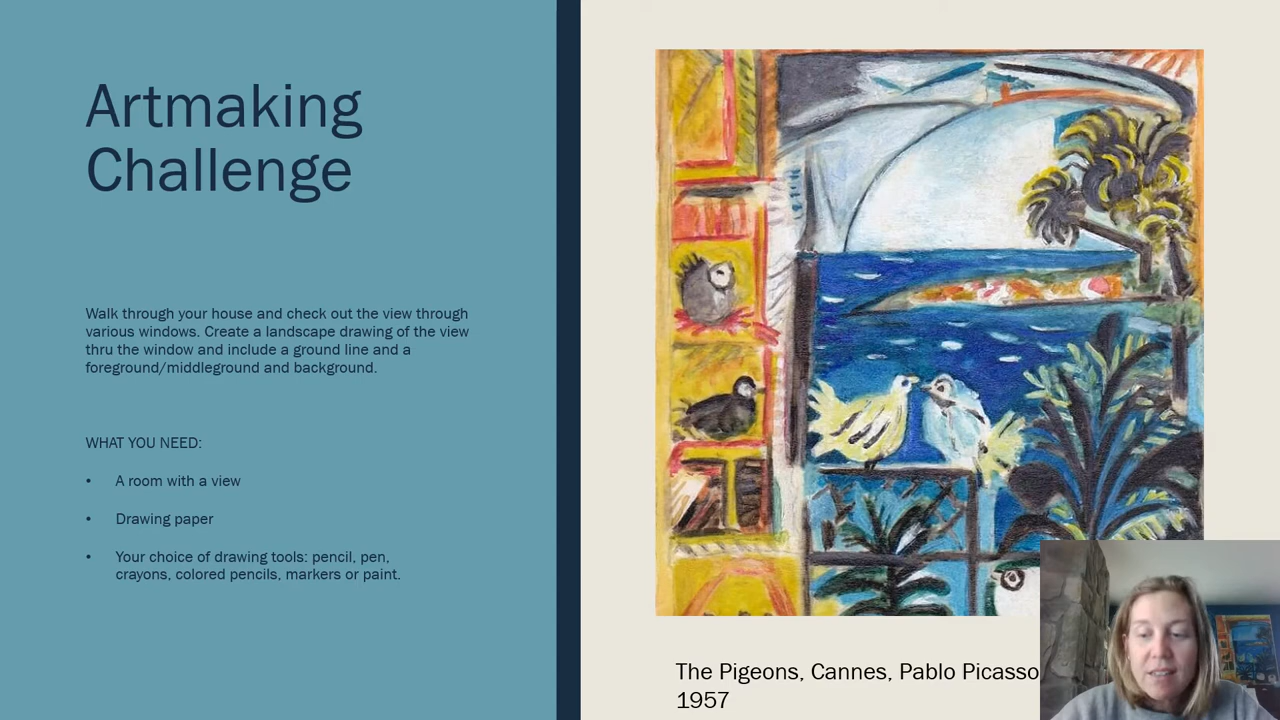 Artmaking
Challenge
Walk through your house and check out the view through
various windows. Create a landscape drawing of the view
thru the window and include a ground line and a
foreground/middleground and background.
WHAT YOU NEED:
• A room with a view
• Drawing paper
• Your choice of drawing tools: pencil, pen,
crayons, colored pencils, markers or paint.
The Pigeons, Cannes, Pablo Picasso
1957